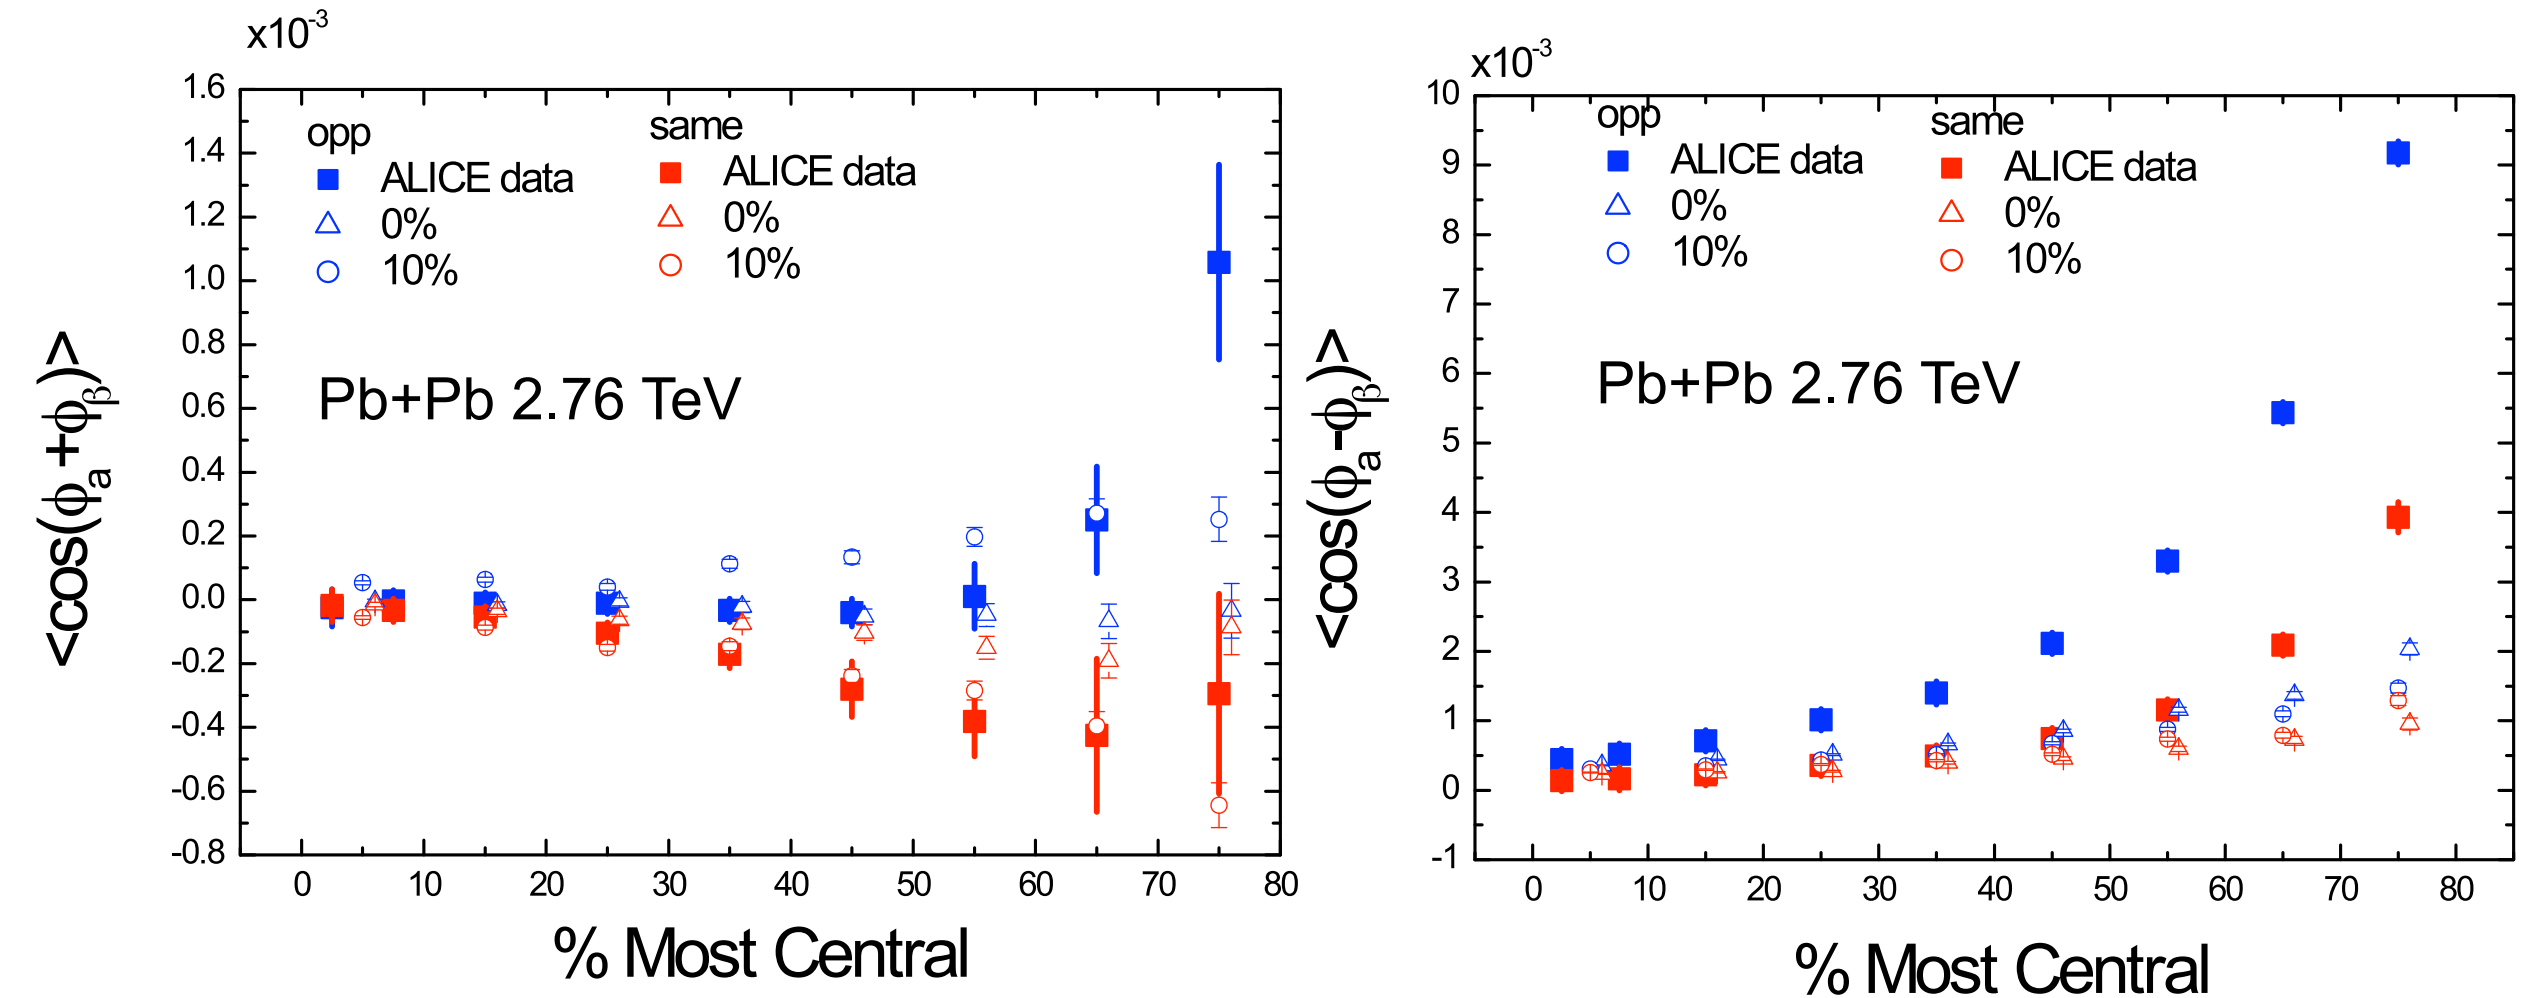 x10⁻³
1.6
1.4
1.2
1.0
0.8
0.6
0.4
0.2
0.0
-0.2
-0.4
-0.6
-0.8
<cos(ϕa+ϕβ)>
opp
ALICE data
0%
10%
same
ALICE data
0%
10%
Pb+Pb 2.76 TeV
0 10 20 30 40 50 60 70 80
% Most Central
x10⁻³
10
9
8
7
6
5
4
3
2
1
0
-1
<cos(ϕa-ϕβ)>
opp
ALICE data
0%
10%
same
ALICE data
0%
10%
Pb+Pb 2.76 TeV
0 10 20 30 40 50 60 70 80
% Most Central